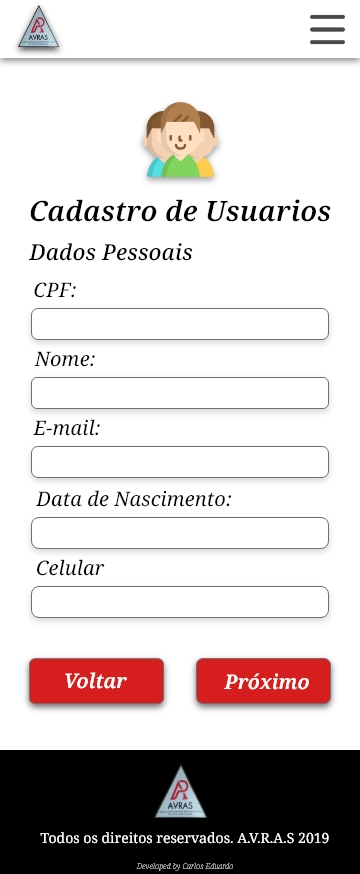 AVRAS
Cadastro de Usuarios
Dados Pessoais
CPF:
Nome:
E-mail:
Data de Nascimento:
Celular
Voltar
Próximo
AVRAS
Todos os direitos reservados. A.V.R.A.S 2019
Developed by Carlos Eduardo